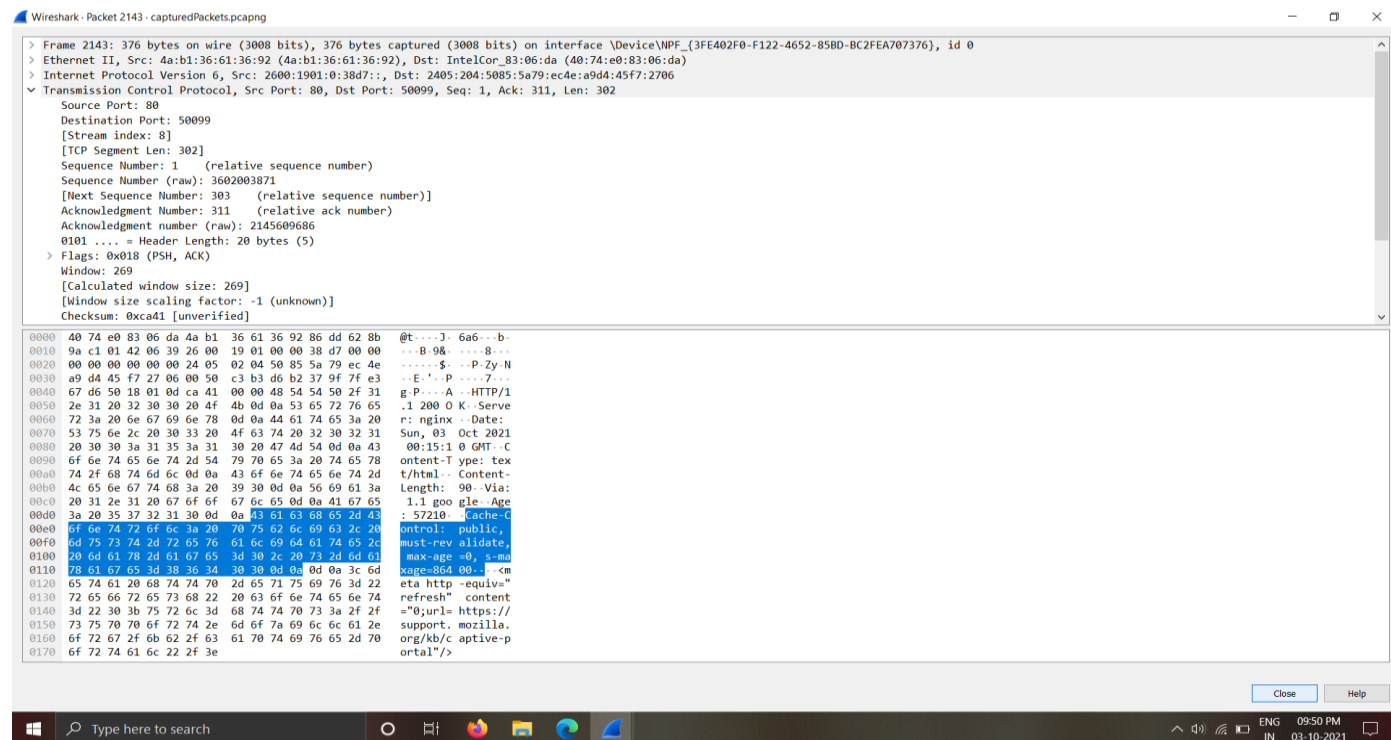 Wireshark · Packet 2143 · capturedPackets.pcapng
> Frame 2143: 376 bytes on wire (3008 bits), 376 bytes captured (3008 bits) on interface \Device\NPF_{3FE402F0-F122-4652-85BD-BC2FEA707376}, id 0
> Ethernet II, Src: 4a:b1:36:61:36:92 (4a:b1:36:61:36:92), Dst: IntelCor_83:06:da (40:74:e0:83:06:da)
> Internet Protocol Version 6, Src: 2600:1901:0:38d7::, Dst: 2405:204:5085:5a79:ec4e:a9d4:45f7:2706
Transmission Control Protocol, Src Port: 80, Dst Port: 50099, Seq: 1, Ack: 311, Len: 302
Source Port: 80
Destination Port: 50099
[Stream index: 8]
[TCP Segment Len: 302]
Sequence Number: 1 (relative sequence number)
Sequence Number (raw): 3602003871
[Next Sequence Number: 303 (relative sequence number)]
Acknowledgment Number: 311 (relative ack number)
Acknowledgment number (raw): 2145609686
0101 .... = Header Length: 20 bytes (5)
> Flags: 0x018 (PSH, ACK)
Window: 269
[Calculated window size: 269]
[Window size scaling factor: -1 (unknown)]
Checksum: 0xca41 [unverified]
0000 40 74 e0 83 06 da 4a b1 36 61 36 92 86 dd 62 8b @t····J· 6a6···b·
0010 9a c1 01 42 06 39 26 00 19 01 00 00 38 d7 00 00 ···B·9&· ····8···
0020 00 00 00 00 00 00 24 05 02 04 50 85 5a 79 ec 4e ······$· ··P·Zy·N
0030 a9 d4 45 f7 27 06 00 50 c3 b3 d6 b2 37 9f 7f e3 ··E·'··P ····7···
0040 67 d6 50 18 01 0d ca 41 00 00 48 54 54 50 2f 31 g·P····A ··HTTP/1
0050 2e 31 20 32 30 30 20 4f 4b 0d 0a 53 65 72 76 65 .1 200 O K··Serve
0060 72 3a 20 6e 67 69 6e 78 0d 0a 44 61 74 65 3a 20 r: nginx ··Date:
0070 53 75 6e 2c 20 30 33 20 4f 63 74 20 32 30 32 31 Sun, 03 Oct 2021
0080 20 30 30 3a 31 35 3a 31 30 20 47 4d 54 0d 0a 43 00:15:1 0 GMT··C
0090 6f 6e 74 65 6e 74 2d 54 79 70 65 3a 20 74 65 78 ontent-T ype: tex
00a0 74 2f 68 74 6d 6c 0d 0a 43 6f 6e 74 65 6e 74 2d t/html·· Content-
00b0 4c 65 6e 67 74 68 3a 20 39 30 0d 0a 56 69 61 3a Length: 90··Via:
00c0 20 31 2e 31 20 67 6f 6f 67 6c 65 0d 0a 41 67 65 1.1 goo gle··Age
00d0 3a 20 35 37 32 31 30 0d 0a 43 61 63 68 65 2d 43 : 57210· ·Cache-C
00e0 6f 6e 74 72 6f 6c 3a 20 70 75 62 6c 69 63 2c 20 ontrol: public,
00f0 6d 75 73 74 2d 72 65 76 61 6c 69 64 61 74 65 2c must-rev alidate,
0100 20 6d 61 78 2d 61 67 65 3d 30 2c 20 73 2d 6d 61 max-age =0, s-ma
0110 78 61 67 65 3d 38 36 34 30 30 0d 0a 0d 0a 3c 6d xage=864 00····<m
0120 65 74 61 20 68 74 74 70 2d 65 71 75 69 76 3d 22 eta http -equiv="
0130 72 65 66 72 65 73 68 22 20 63 6f 6e 74 65 6e 74 refresh" content
0140 3d 22 30 3b 75 72 6c 3d 68 74 74 70 73 3a 2f 2f ="0;url= https://
0150 73 75 70 70 6f 72 74 2e 6d 6f 7a 69 6c 6c 61 2e support. mozilla.
0160 6f 72 67 2f 6b 62 2f 63 61 70 74 69 76 65 2d 70 org/kb/c aptive-p
0170 6f 72 74 61 6c 22 2f 3e ortal"/>
Close Help
Type here to search
ENG 09:50 PM
IN 03-10-2021